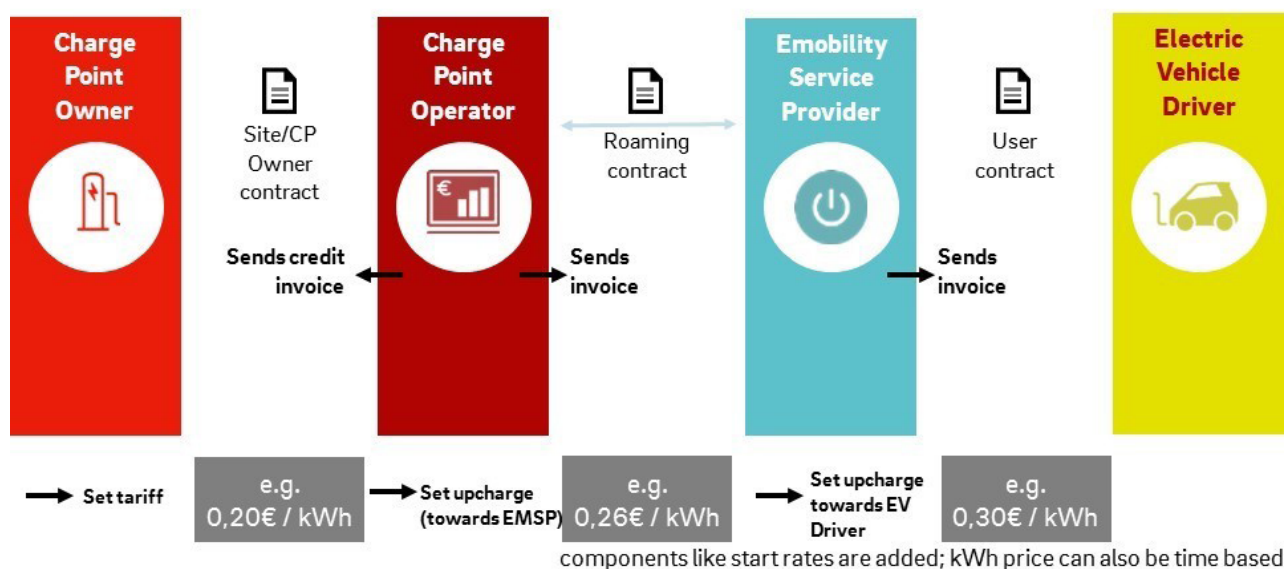 Charge
Point
Owner
Site/CP
Owner
contract
Charge
Point
Operator
€
Roaming
contract
Emobility
Service
Provider
User
contract
Electric
Vehicle
Driver
Sends credit
invoice
Sends
invoice
Sends
invoice
Set tariff
e.g.
0,20€ / kWh
Set upcharge
(towards EMSP)
e.g.
0,26€ / kWh
Set upcharge
towards EV
Driver
e.g.
0,30€ / kWh
components like start rates are added; kWh price can also be time based